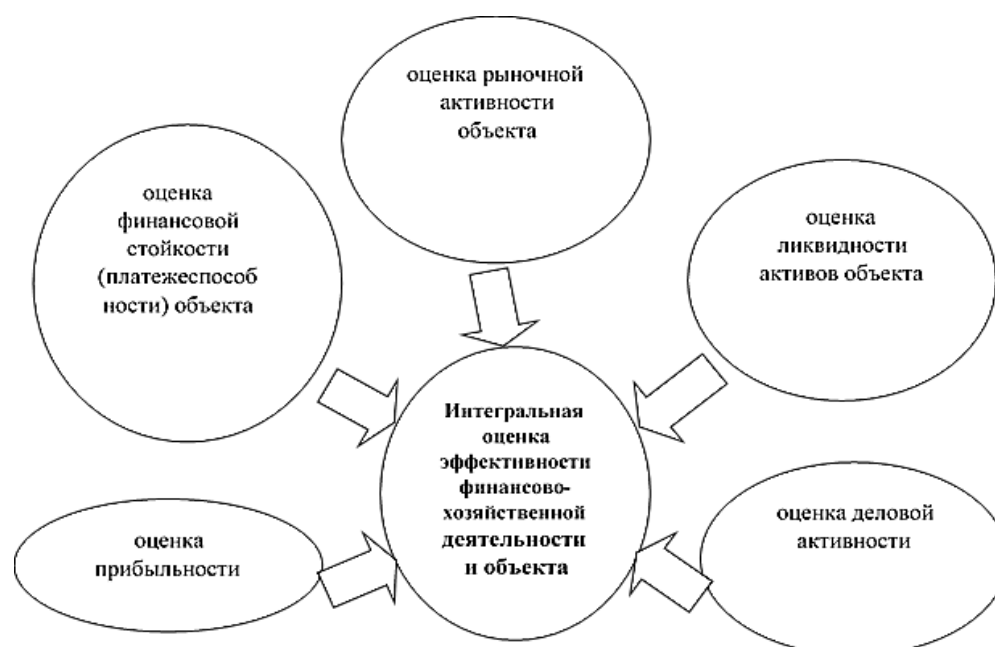 оценка рыночной
активности
объекта
оценка
финансовой
стойкости
(платежеспособ
ности) объекта
оценка
ликвидности
активов объекта
Интегральная
оценка
эффективности
финансово-
хозяйственной
деятельности
и объекта
оценка
прибыльности
оценка деловой
активности